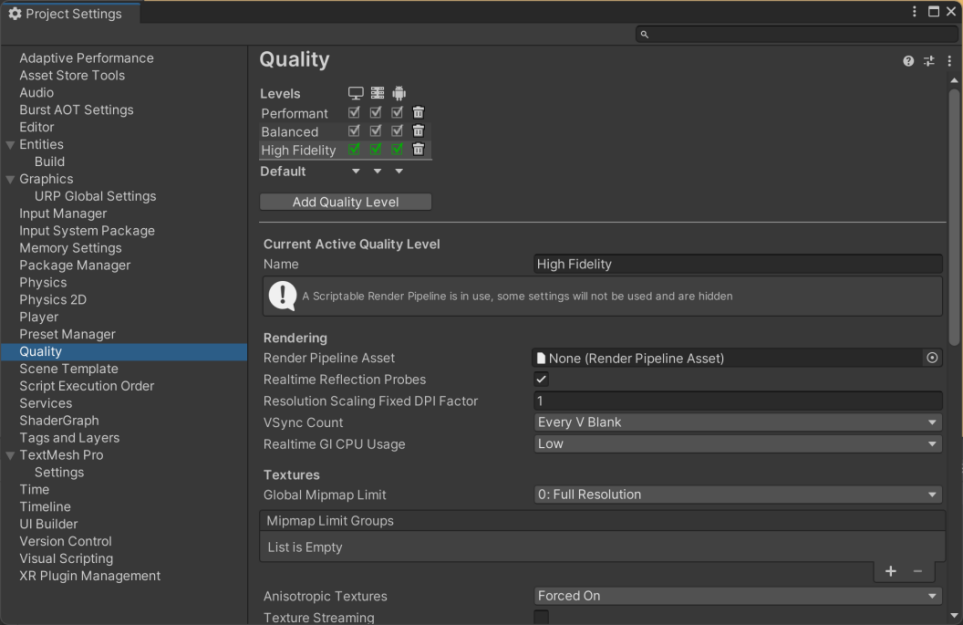 Project Settings
Adaptive Performance
Asset Store Tools
Audio
Burst AOT Settings
Editor
Entities
Build
Graphics
URP Global Settings
Input Manager
Input System Package
Memory Settings
Package Manager
Physics
Physics 2D
Player
Preset Manager
Quality
Scene Template
Script Execution Order
Services
ShaderGraph
Tags and Layers
TextMesh Pro
Settings
Time
Timeline
UI Builder
Version Control
Visual Scripting
XR Plugin Management
Quality
Levels
Performant
Balanced
High Fidelity
Default
Add Quality Level
Current Active Quality Level
Name High Fidelity
A Scriptable Render Pipeline is in use, some settings will not be used and are hidden
Rendering
Render Pipeline Asset None (Render Pipeline Asset)
Realtime Reflection Probes
Resolution Scaling Fixed DPI Factor 1
VSync Count Every V Blank
Realtime GI CPU Usage Low
Textures
Global Mipmap Limit 0: Full Resolution
Mipmap Limit Groups
List is Empty
Anisotropic Textures Forced On
Texture Streaming